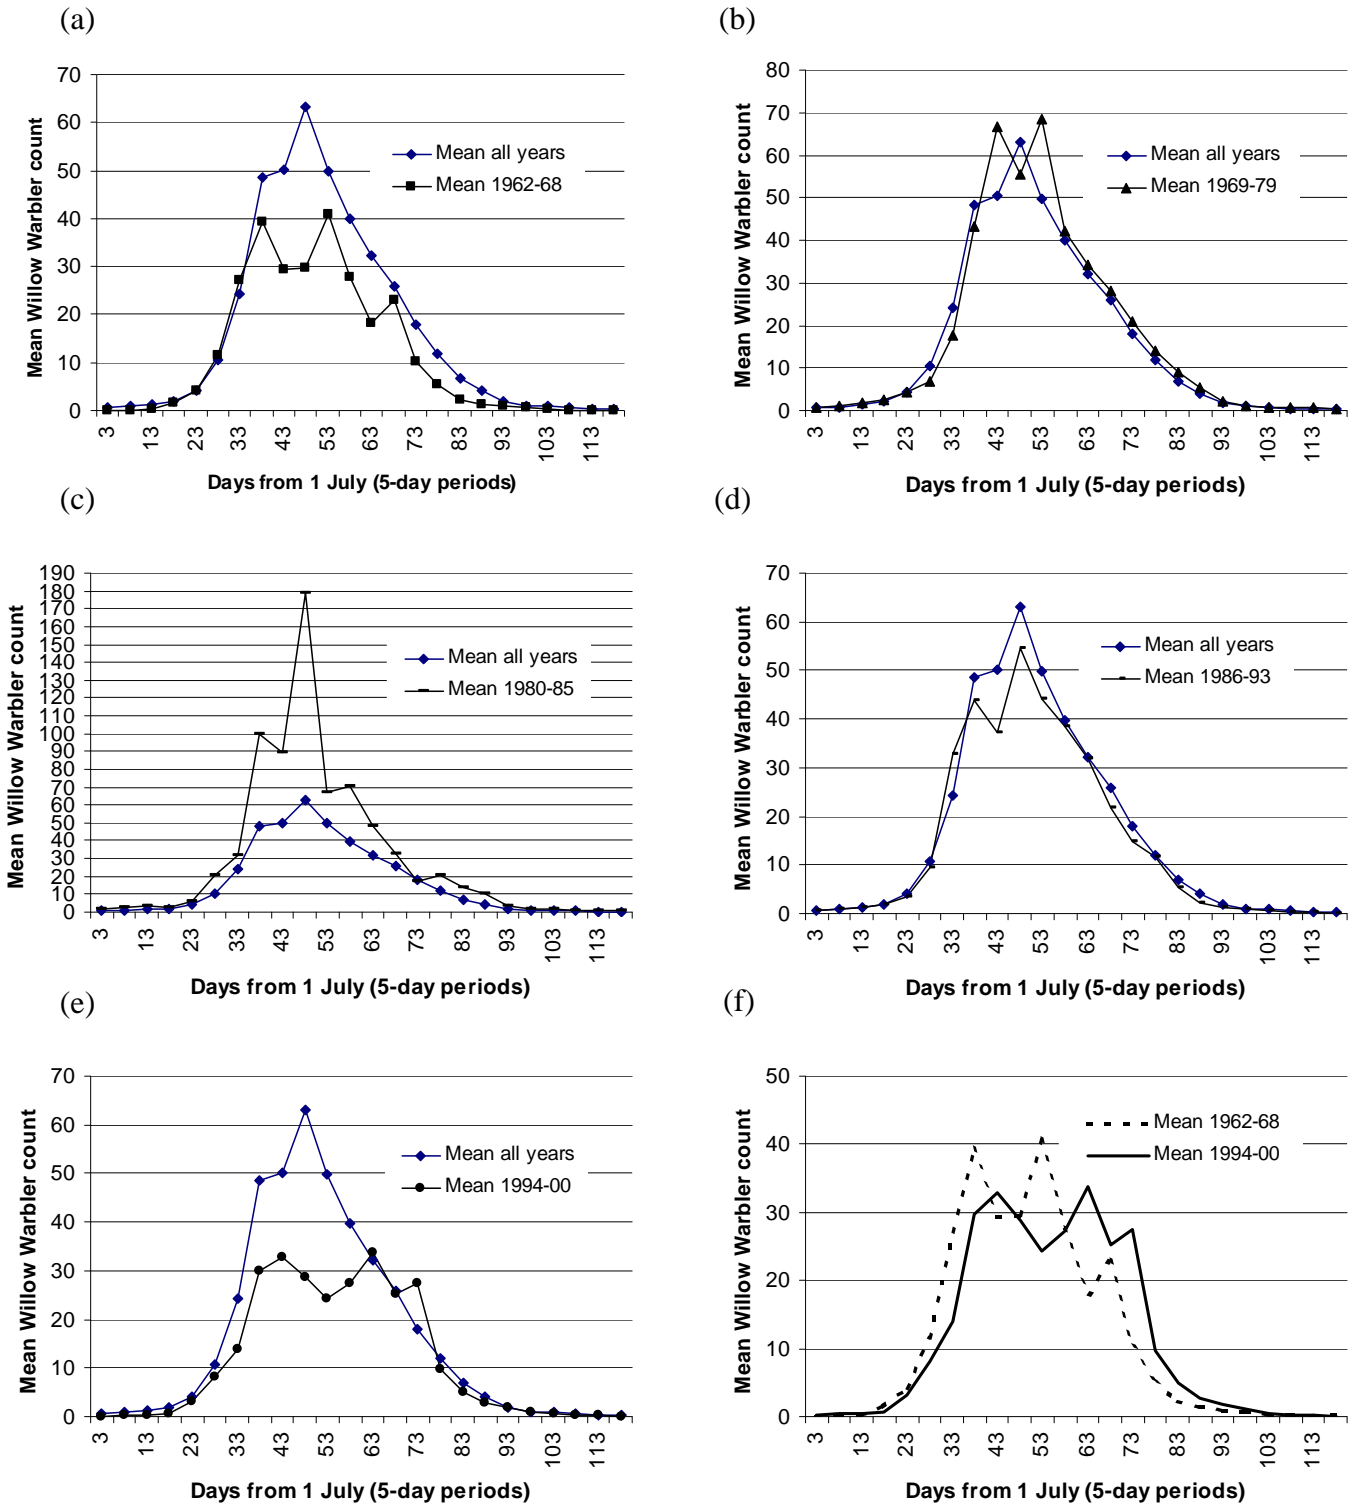 (a)
70
60
50
40
30
20
10
0
Mean Willow Warbler count
Mean all years
Mean 1962-68
3 13 23 33 43 53 63 73 83 93 103 113
Days from 1 July (5-day periods)
(b)
80
70
60
50
40
30
20
10
0
Mean Willow Warbler count
Mean all years
Mean 1969-79
3 13 23 33 43 53 63 73 83 93 103 113
Days from 1 July (5-day periods)
(c)
190
180
170
160
150
140
130
120
110
100
90
80
70
60
50
40
30
20
10
0
Mean Willow Warbler count
Mean all years
Mean 1980-85
3 13 23 33 43 53 63 73 83 93 103 113
Days from 1 July (5-day periods)
(d)
70
60
50
40
30
20
10
0
Mean Willow Warbler count
Mean all years
Mean 1986-93
3 13 23 33 43 53 63 73 83 93 103 113
Days from 1 July (5-day periods)
(e)
70
60
50
40
30
20
10
0
Mean Willow Warbler count
Mean all years
Mean 1994-00
3 13 23 33 43 53 63 73 83 93 103 113
Days from 1 July (5-day periods)
(f)
50
40
30
20
10
0
Mean Willow Warbler count
Mean 1962-68
Mean 1994-00
3 13 23 33 43 53 63 73 83 93 103 113
Days from 1 July (5-day periods)